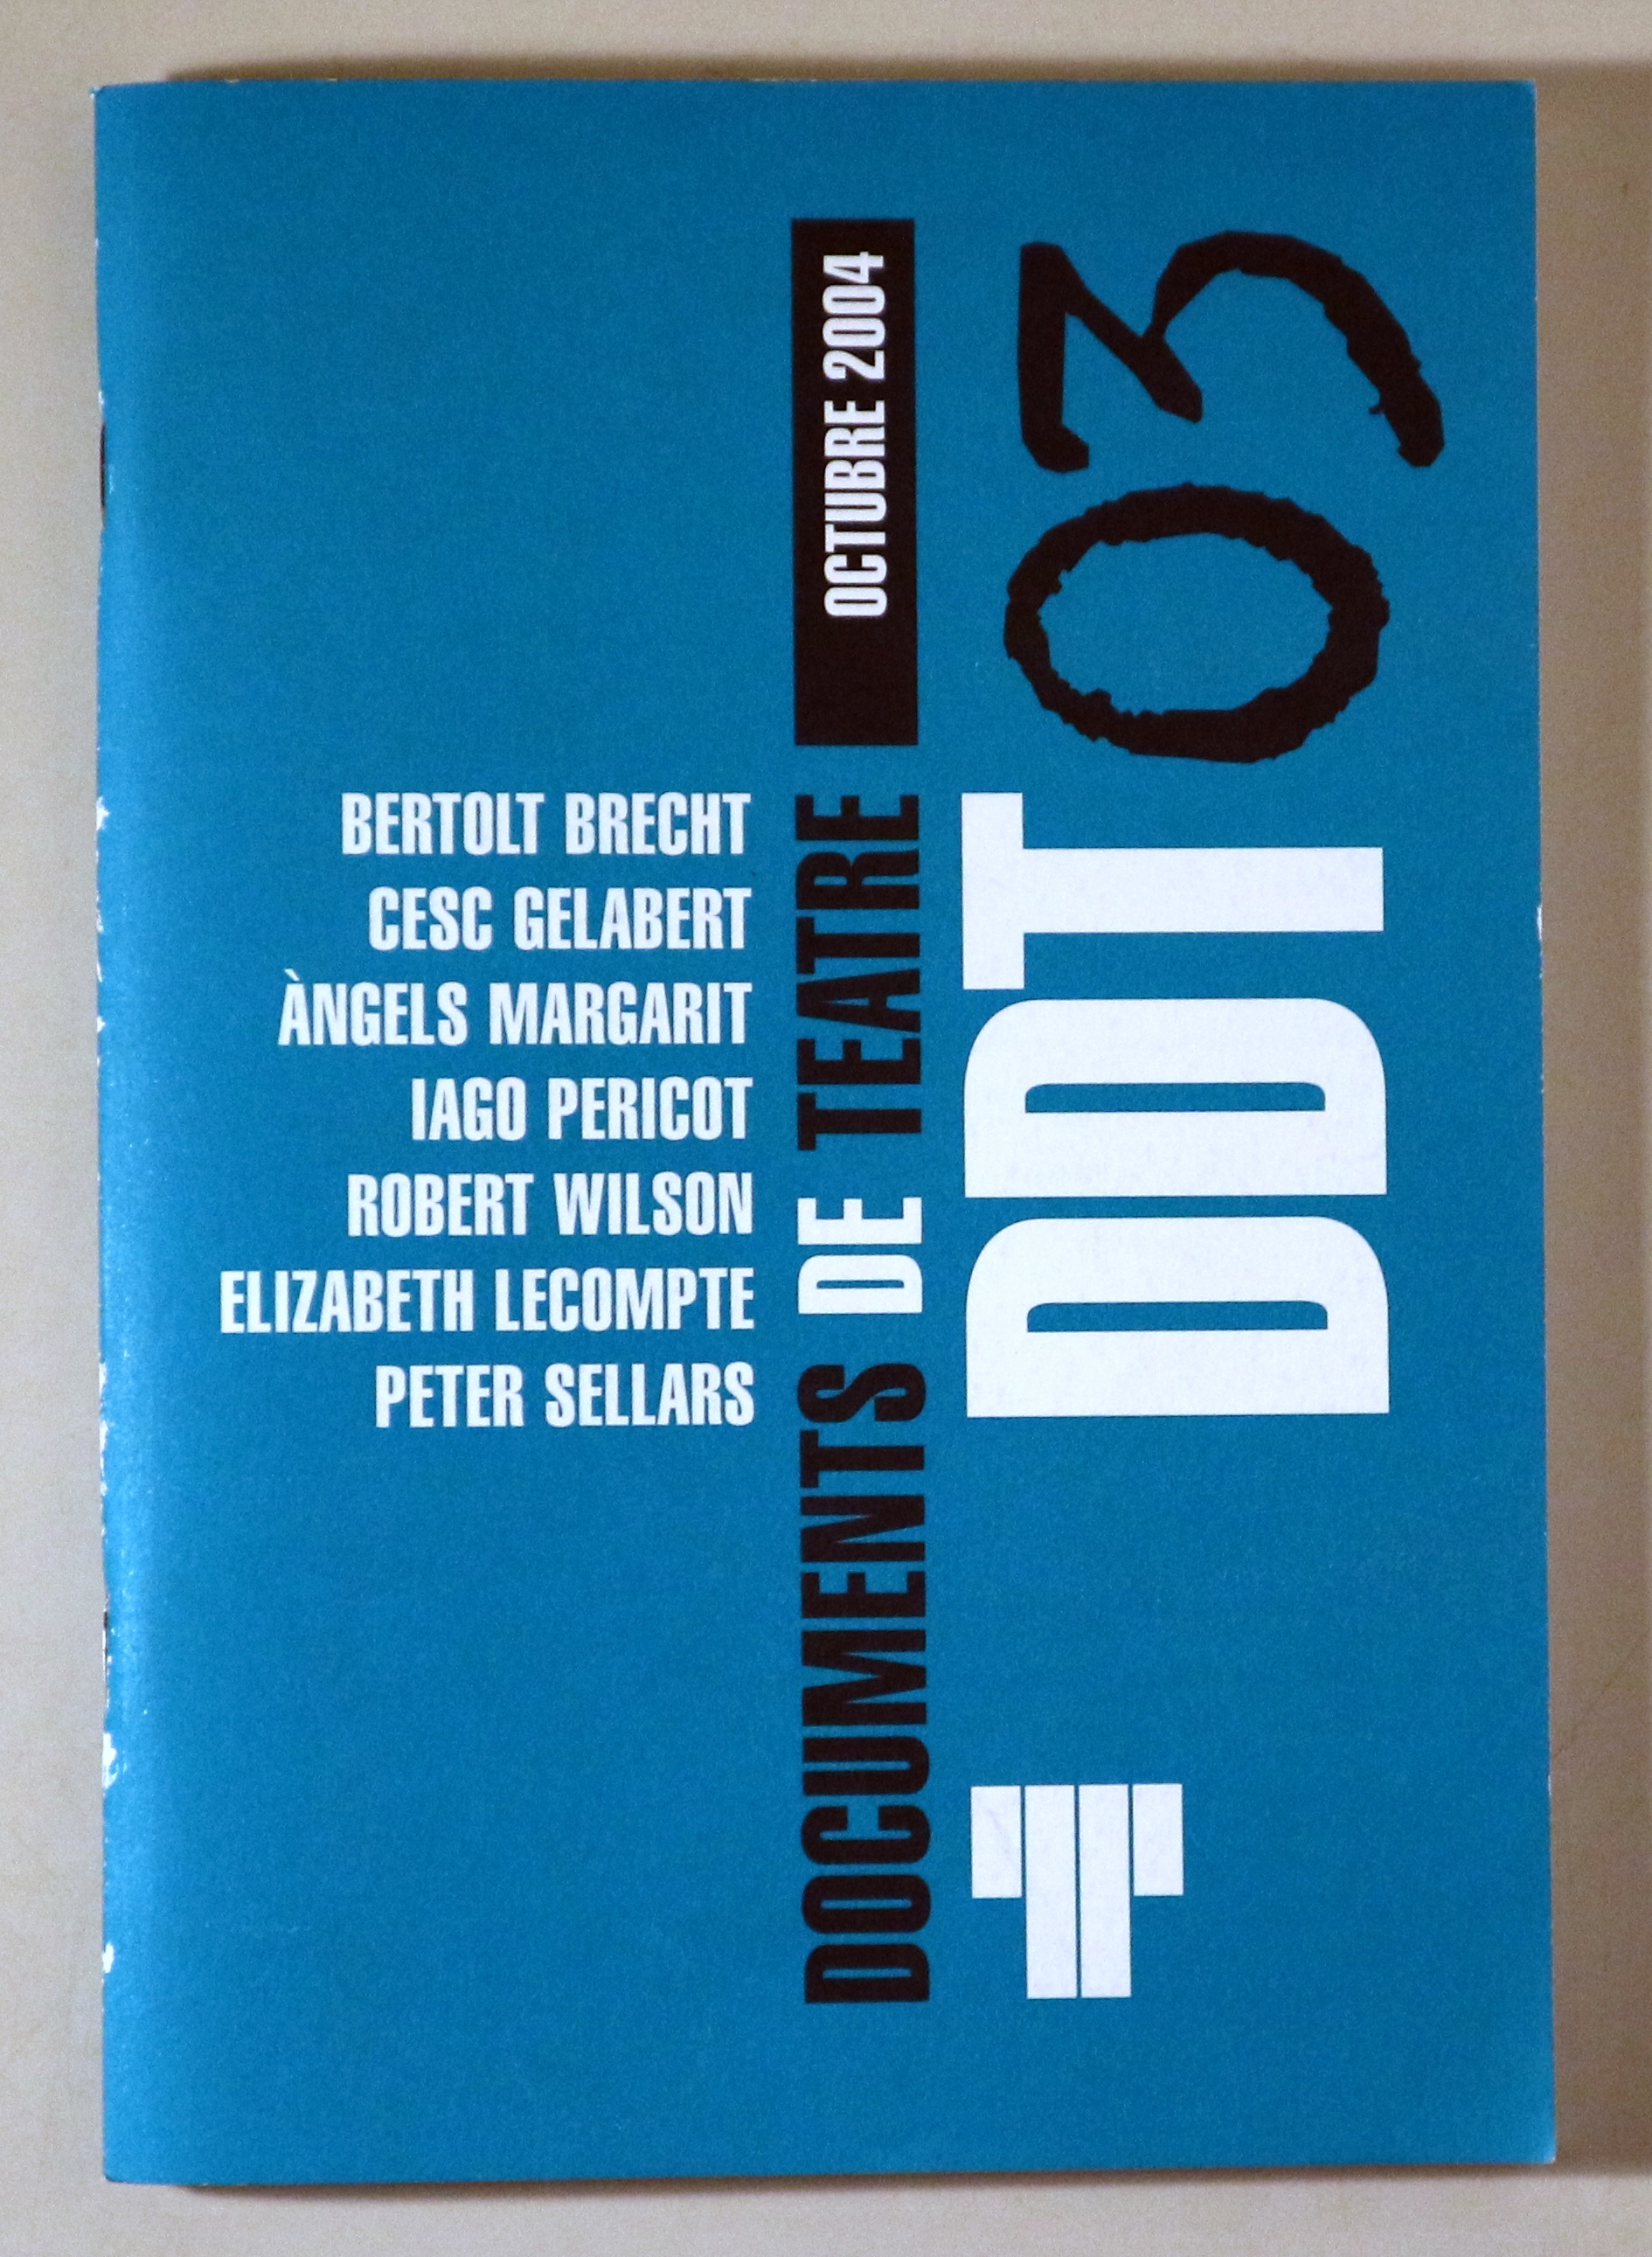 BERTOLT BRECHT
CESC GELABERT
ÀNGELS MARGARIT
IAGO PERICOT
ROBERT WILSON
ELIZABETH LECOMPTE
PETER SELLARS
DOCUMENTS DE TEATRE
OCTUBRE 2004
DDT 03